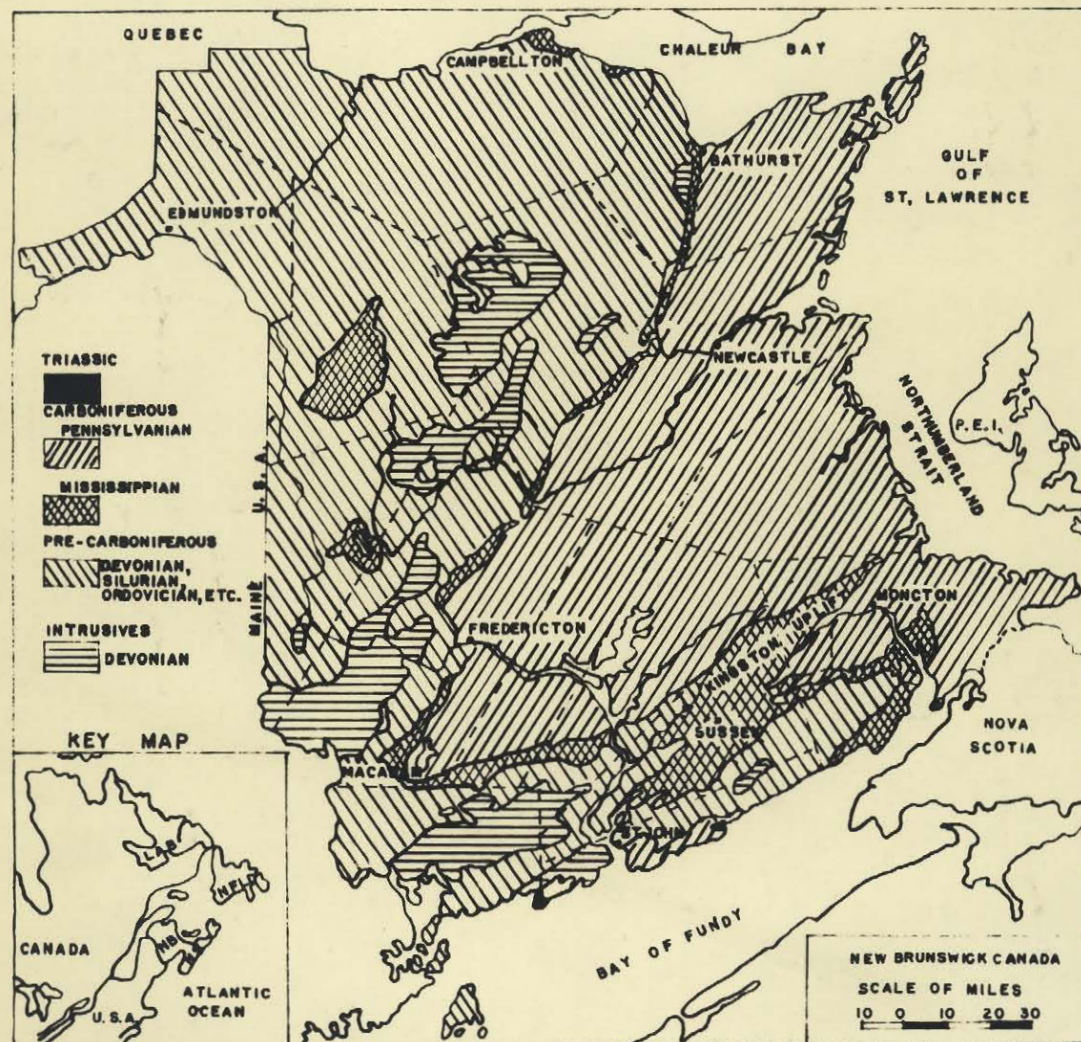 QUEBEC
CHALEUR BAY
CAMPBELLTON
BATHURST
GULF
OF
ST. LAWRENCE
EDMUNDSTON
NEWCASTLE
TRIASSIC
CARBONIFEROUS
PENNSYLVANIAN
MISSISSIPPIAN
PRE-CARBONIFEROUS
DEVONIAN,
SILURIAN,
ORDOVICIAN, ETC.
INTRUSIVES
DEVONIAN
MAINE U.S.A.
NORTHUMBERLAND
STRAIT
P.E.I.
FREDERICTON
KINGSTON UPLIFT
MONCTON
SUSSEX
NOVA
SCOTIA
ST. JOHN
BAY OF FUNDY
KEY MAP
LAB.
NFLD
CANADA
N.B.
U.S.A.
ATLANTIC
OCEAN
NEW BRUNSWICK CANADA
SCALE OF MILES
10 0 10 20 30